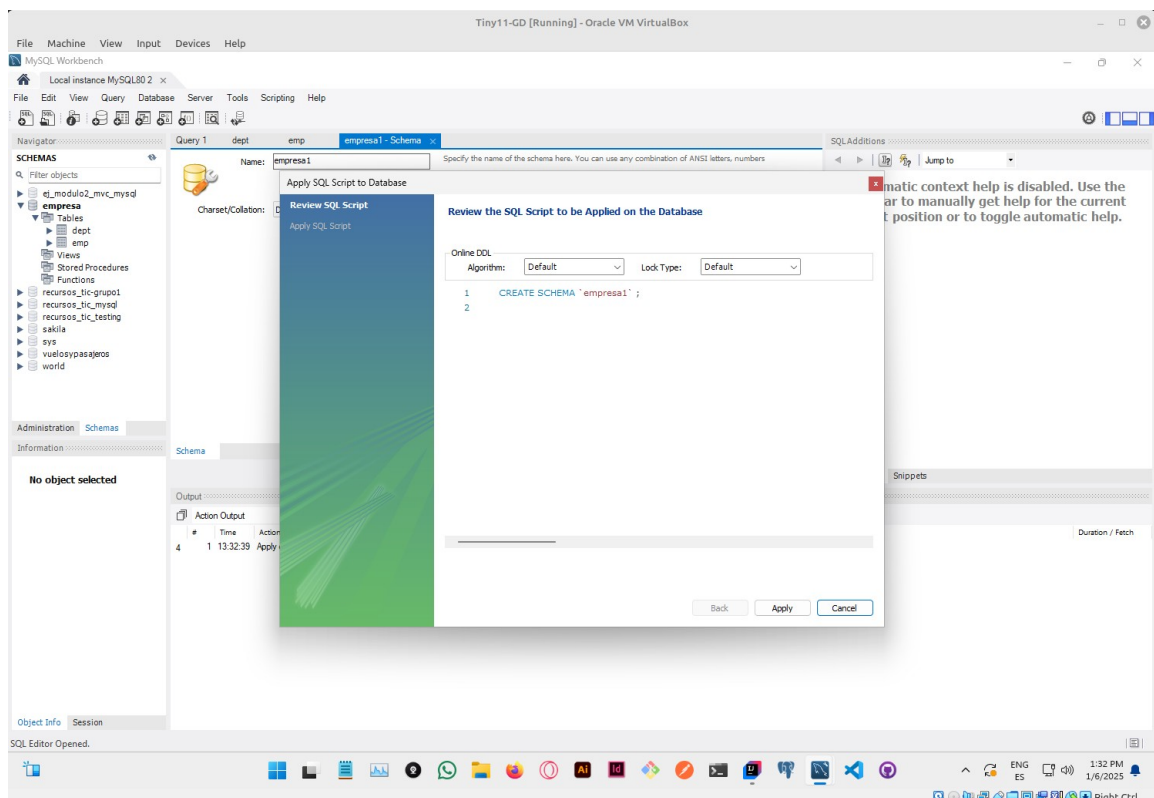 Tiny11-GD [Running] - Oracle VM VirtualBox
File Machine View Input Devices Help
MySQL Workbench
Local instance MySQL80 2 ×
File Edit View Query Database Server Tools Scripting Help
Navigator
SCHEMAS
Filter objects
ej_modulo2_mvc_mysql
empresa
Tables
dept
emp
Views
Stored Procedures
Functions
recursos_tic-grupo1
recursos_tic_mysql
recursos_tic_testing
sakila
sys
vuelosypasajeros
world
Administration Schemas
Information
No object selected
Object Info Session
SQL Editor Opened.
Query 1 dept emp empresa1 - Schema ×
Name: empresa1
Specify the name of the schema here. You can use any combination of ANSI letters, numbers
Charset/Collation:
Schema
Output
Action Output
# Time Action
4 1 13:32:39 Apply
Duration / Fetch
Apply SQL Script to Database
Review SQL Script
Apply SQL Script
Review the SQL Script to be Applied on the Database
Online DDL
Algorithm: Default Lock Type: Default
1 CREATE SCHEMA `empresa1` ;
2
Back Apply Cancel
SQLAdditions
Jump to
matic context help is disabled. Use the
ar to manually get help for the current
t position or to toggle automatic help.
Snippets
ENG
ES
1:32 PM
1/6/2025
Right Ctrl